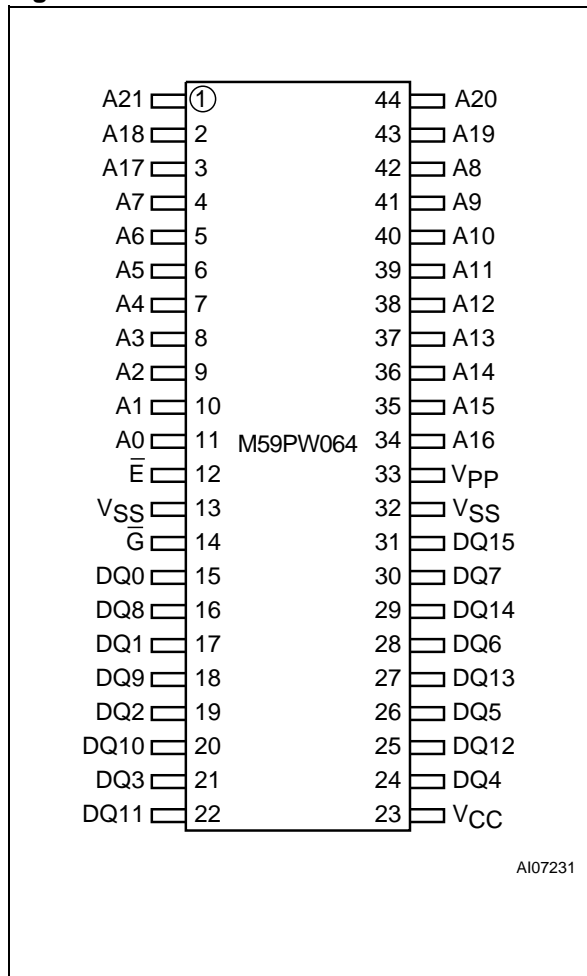 A21 1 44 A20
A18 2 43 A19
A17 3 42 A8
A7 4 41 A9
A6 5 40 A10
A5 6 39 A11
A4 7 38 A12
A3 8 37 A13
A2 9 36 A14
A1 10 35 A15
A0 11 M59PW064 34 A16
E̅ 12 33 VPP
VSS 13 32 VSS
G̅ 14 31 DQ15
DQ0 15 30 DQ7
DQ8 16 29 DQ14
DQ1 17 28 DQ6
DQ9 18 27 DQ13
DQ2 19 26 DQ5
DQ10 20 25 DQ12
DQ3 21 24 DQ4
DQ11 22 23 VCC
AI07231